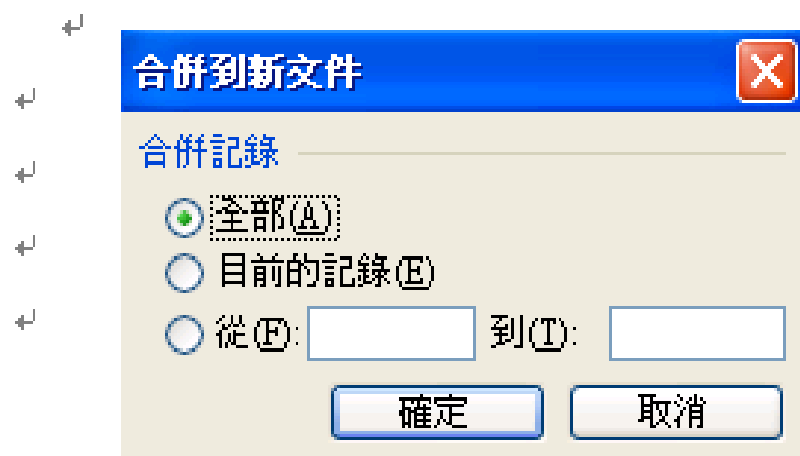 合併到新文件
合併記錄
全部(A)
目前的記錄(E)
從(F): 到(T):
確定 取消